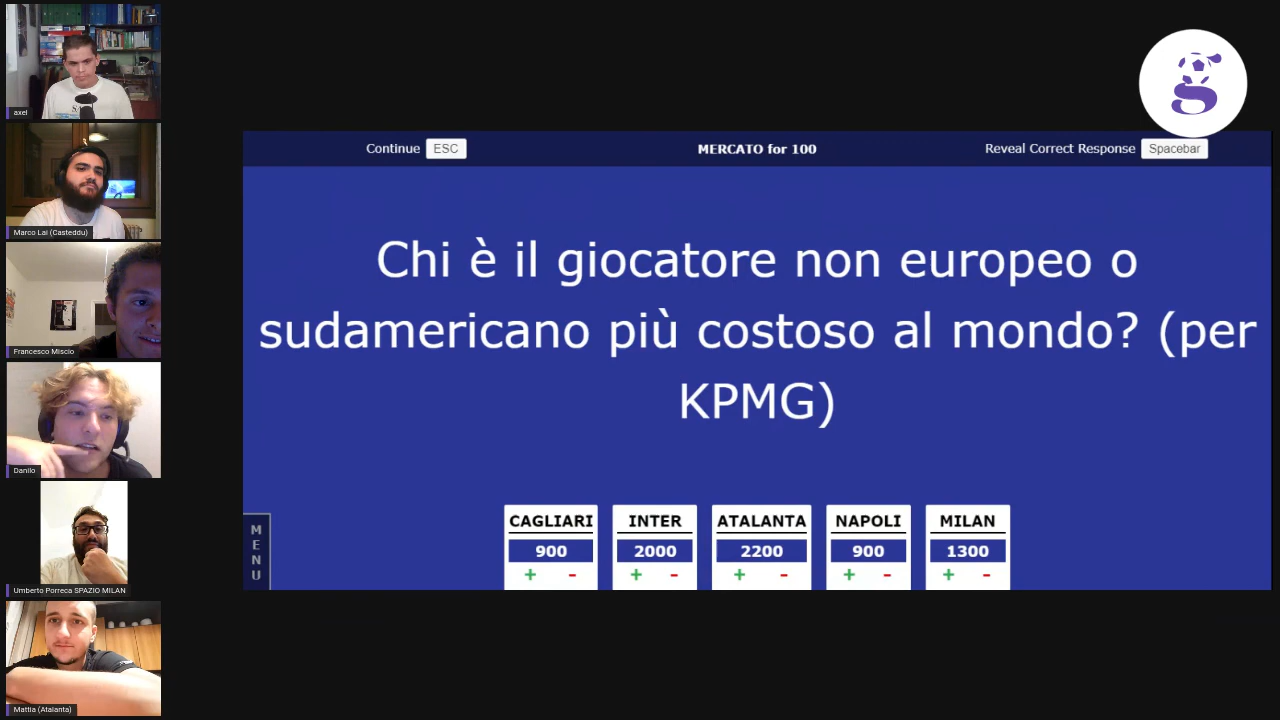 axel
Marco Lai (Casteddu)
Francesco Miscio
Danilo
Umberto Porreca SPAZIO MILAN
Mattia (Atalanta)
Continue ESC MERCATO for 100 Reveal Correct Response Spacebar
Chi è il giocatore non europeo o
sudamericano più costoso al mondo? (per
KPMG)
MENU
CAGLIARI INTER ATALANTA NAPOLI MILAN
900 2000 2200 900 1300
+ - + - + - + - + -